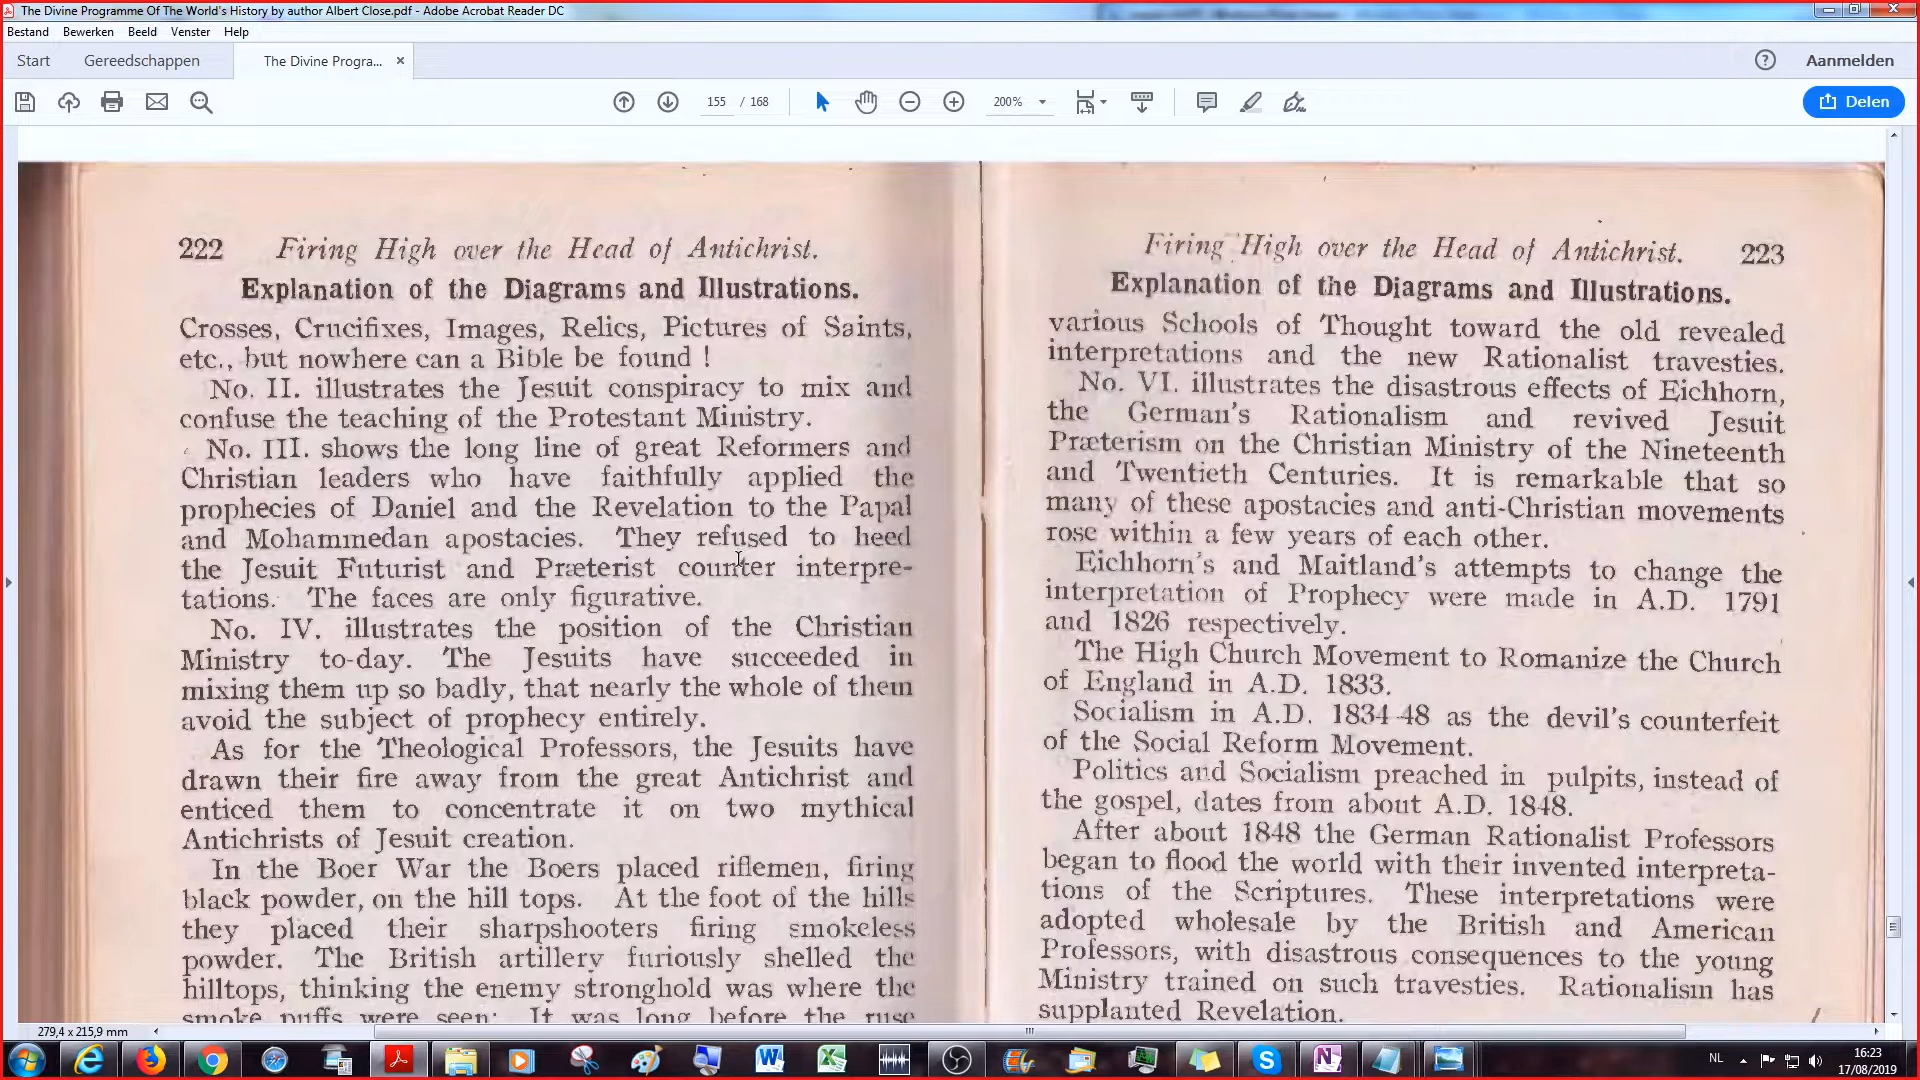 The Divine Programme Of The World's History by author Albert Close.pdf - Adobe Acrobat Reader DC
Bestand Bewerken Beeld Venster Help
Start Gereedschappen The Divine Progra... Aanmelden
155 / 168 200% Delen
222 Firing High over the Head of Antichrist.
Explanation of the Diagrams and Illustrations.
Crosses, Crucifixes, Images, Relics, Pictures of Saints,
etc., but nowhere can a Bible be found !
No. II. illustrates the Jesuit conspiracy to mix and
confuse the teaching of the Protestant Ministry.
No. III. shows the long line of great Reformers and
Christian leaders who have faithfully applied the
prophecies of Daniel and the Revelation to the Papal
and Mohammedan apostacies. They refused to heed
the Jesuit Futurist and Præterist counter interpre-
tations. The faces are only figurative.
No. IV. illustrates the position of the Christian
Ministry to-day. The Jesuits have succeeded in
mixing them up so badly, that nearly the whole of them
avoid the subject of prophecy entirely.
As for the Theological Professors, the Jesuits have
drawn their fire away from the great Antichrist and
enticed them to concentrate it on two mythical
Antichrists of Jesuit creation.
In the Boer War the Boers placed riflemen, firing
black powder, on the hill tops. At the foot of the hills
they placed their sharpshooters firing smokeless
powder. The British artillery furiously shelled the
hilltops, thinking the enemy stronghold was where the
smoke puffs were seen: It was long before the ruse
Firing High over the Head of Antichrist. 223
Explanation of the Diagrams and Illustrations.
various Schools of Thought toward the old revealed
interpretations and the new Rationalist travesties.
No. VI. illustrates the disastrous effects of Eichhorn,
the German's Rationalism and revived Jesuit
Præterism on the Christian Ministry of the Nineteenth
and Twentieth Centuries. It is remarkable that so
many of these apostacies and anti-Christian movements
rose within a few years of each other.
Eichhorn's and Maitland's attempts to change the
interpretation of Prophecy were made in A.D. 1791
and 1826 respectively.
The High Church Movement to Romanize the Church
of England in A.D. 1833.
Socialism in A.D. 1834-48 as the devil's counterfeit
of the Social Reform Movement.
Politics and Socialism preached in pulpits, instead of
the gospel, dates from about A.D. 1848.
After about 1848 the German Rationalist Professors
began to flood the world with their invented interpreta-
tions of the Scriptures. These interpretations were
adopted wholesale by the British and American
Professors, with disastrous consequences to the young
Ministry trained on such travesties. Rationalism has
supplanted Revelation.
279,4 x 215,9 mm
NL
16:23
17/08/2019